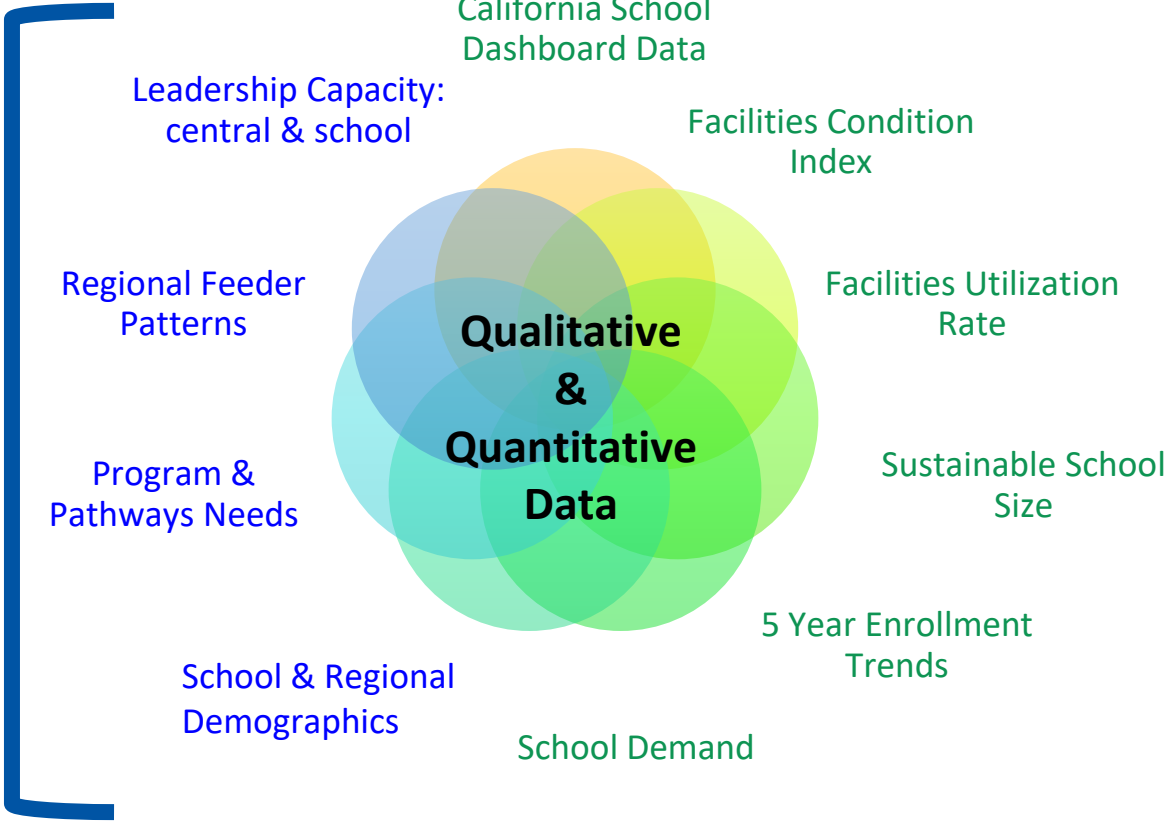 California School
Dashboard Data
Leadership Capacity:
central & school
Facilities Condition
Index
Regional Feeder
Patterns
Facilities Utilization
Rate
Qualitative
&
Quantitative
Data
Program &
Pathways Needs
Sustainable School
Size
5 Year Enrollment
Trends
School & Regional
Demographics
School Demand